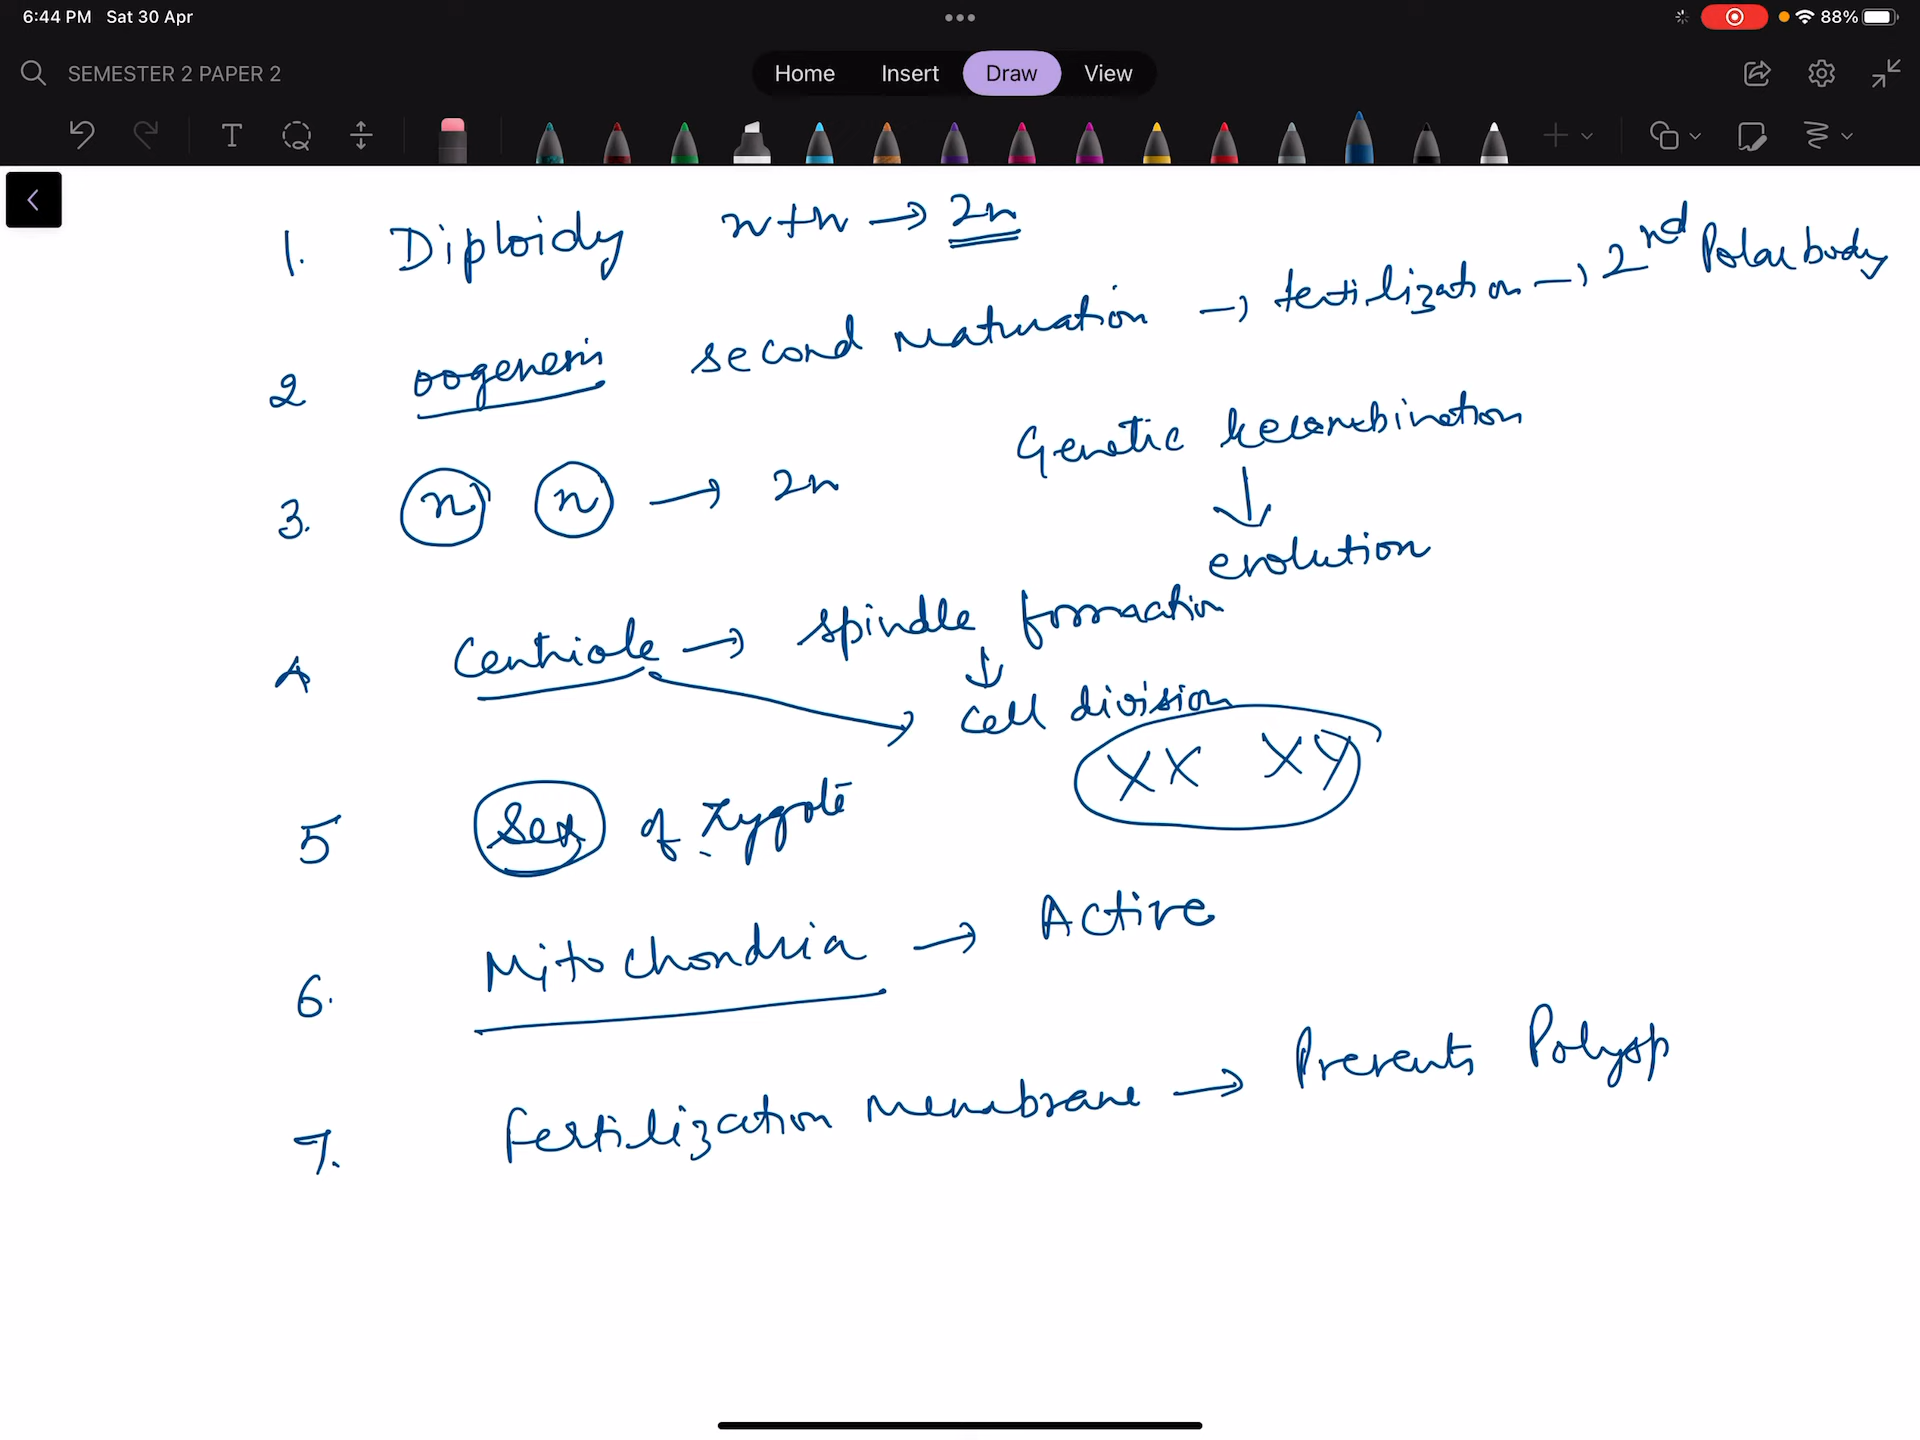 6:44 PM Sat 30 Apr 88%
SEMESTER 2 PAPER 2 Home Insert Draw View
1. Diploidy n+n → 2n
2 oogenesis second maturation → fertilization → 2nd Polar body
3. n n → 2n Genetic Recombination
↓
evolution
4 Centriole → spindle formation
↓
cell division
5 Sex of zygote XX XY
6. Mitochondria → Active
7. Fertilization Membrane → Prevents Polysp